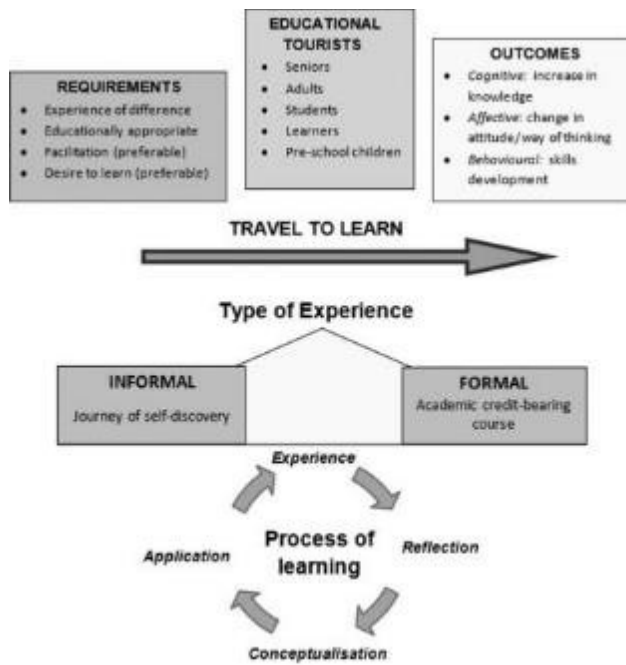 REQUIREMENTS
• Experience of difference
• Educationally appropriate
• Facilitation (preferable)
• Desire to learn (preferable)
EDUCATIONAL
TOURISTS
• Seniors
• Adults
• Students
• Learners
• Pre-school children
OUTCOMES
• Cognitive: increase in
knowledge
• Affective: change in
attitude/way of thinking
• Behavioural: skills
development
TRAVEL TO LEARN
Type of Experience
INFORMAL
Journey of self-discovery
FORMAL
Academic credit-bearing
course
Experience
Reflection
Conceptualisation
Application
Process of
learning